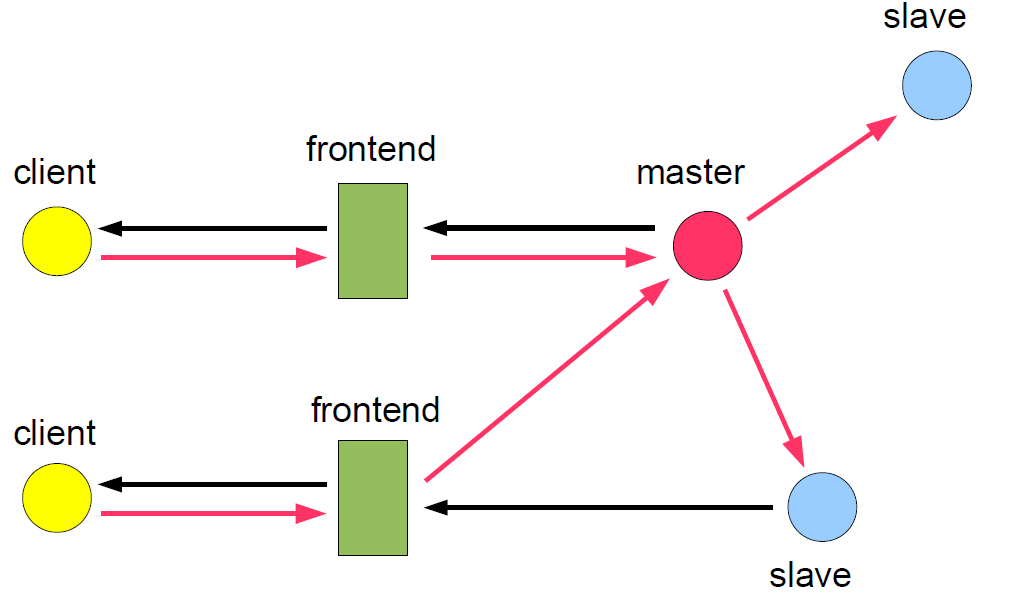 slave
frontend
client
master
frontend
client
slave